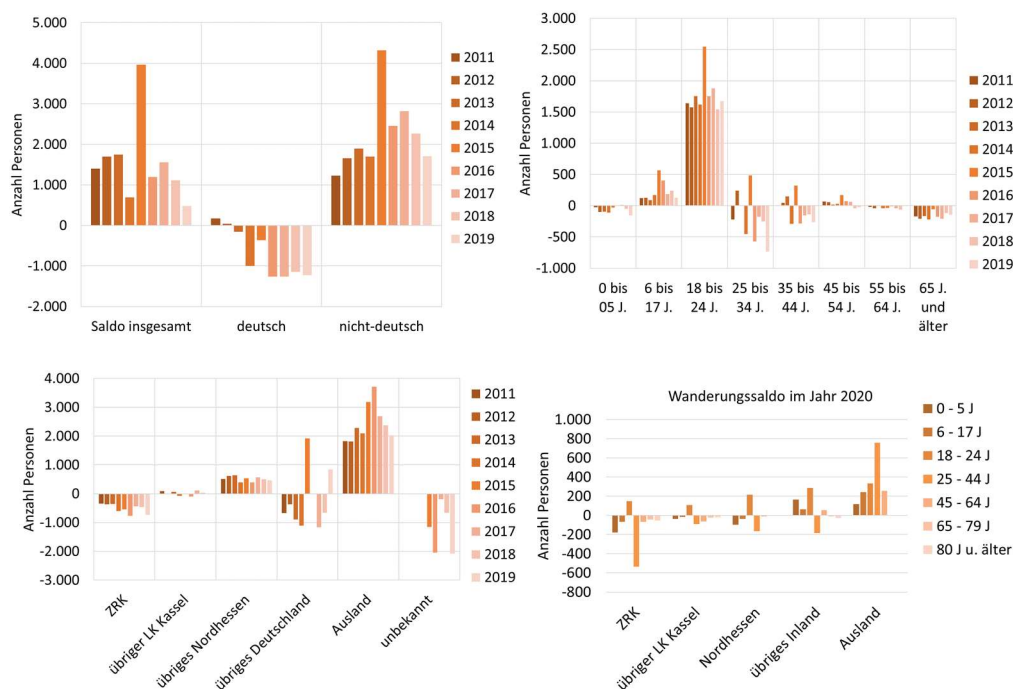 5.000
4.000
3.000
2.000
1.000
0
-1.000
-2.000
Anzahl Personen
Saldo insgesamt
deutsch
nicht-deutsch
2011
2012
2013
2014
2015
2016
2017
2018
2019
3.000
2.500
2.000
1.500
1.000
500
0
-500
-1.000
Anzahl Personen
0 bis
05 J.
6 bis
17 J.
18 bis
24 J.
25 bis
34 J.
35 bis
44 J.
45 bis
54 J.
55 bis
64 J.
65 J.
und
älter
2011
2012
2013
2014
2015
2016
2017
2018
2019
4.000
3.000
2.000
1.000
0
-1.000
-2.000
-3.000
Anzahl Personen
ZRK
übriger LK Kassel
übriges Nordhessen
übriges Deutschland
Ausland
unbekannt
2011
2012
2013
2014
2015
2016
2017
2018
2019
Wanderungssaldo im Jahr 2020
1.000
800
600
400
200
0
-200
-400
-600
-800
Anzahl Personen
ZRK
übriger LK Kassel
Nordhessen
übriges Inland
Ausland
0 - 5 J
6 - 17 J
18 - 24 J
25 - 44 J
45 - 64 J
65 - 79 J
80 J u. älter